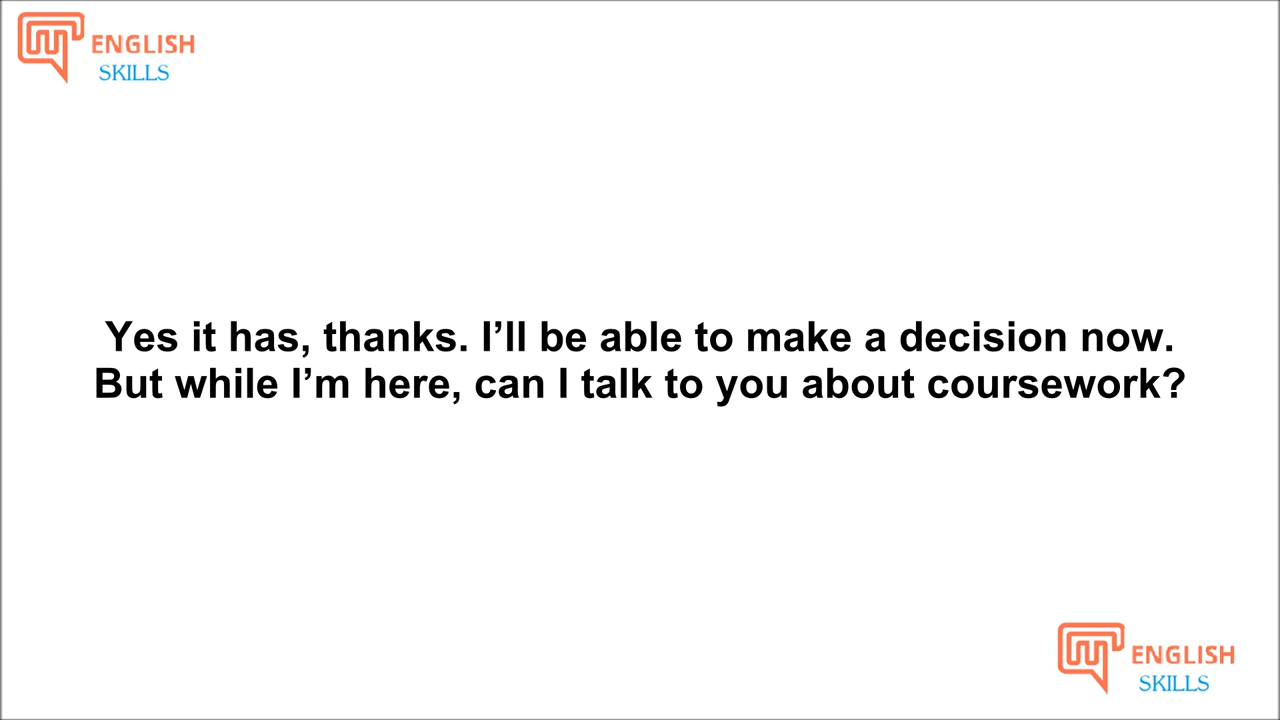 ENGLISH
SKILLS
Yes it has, thanks. I’ll be able to make a decision now.
But while I’m here, can I talk to you about coursework?
ENGLISH
SKILLS